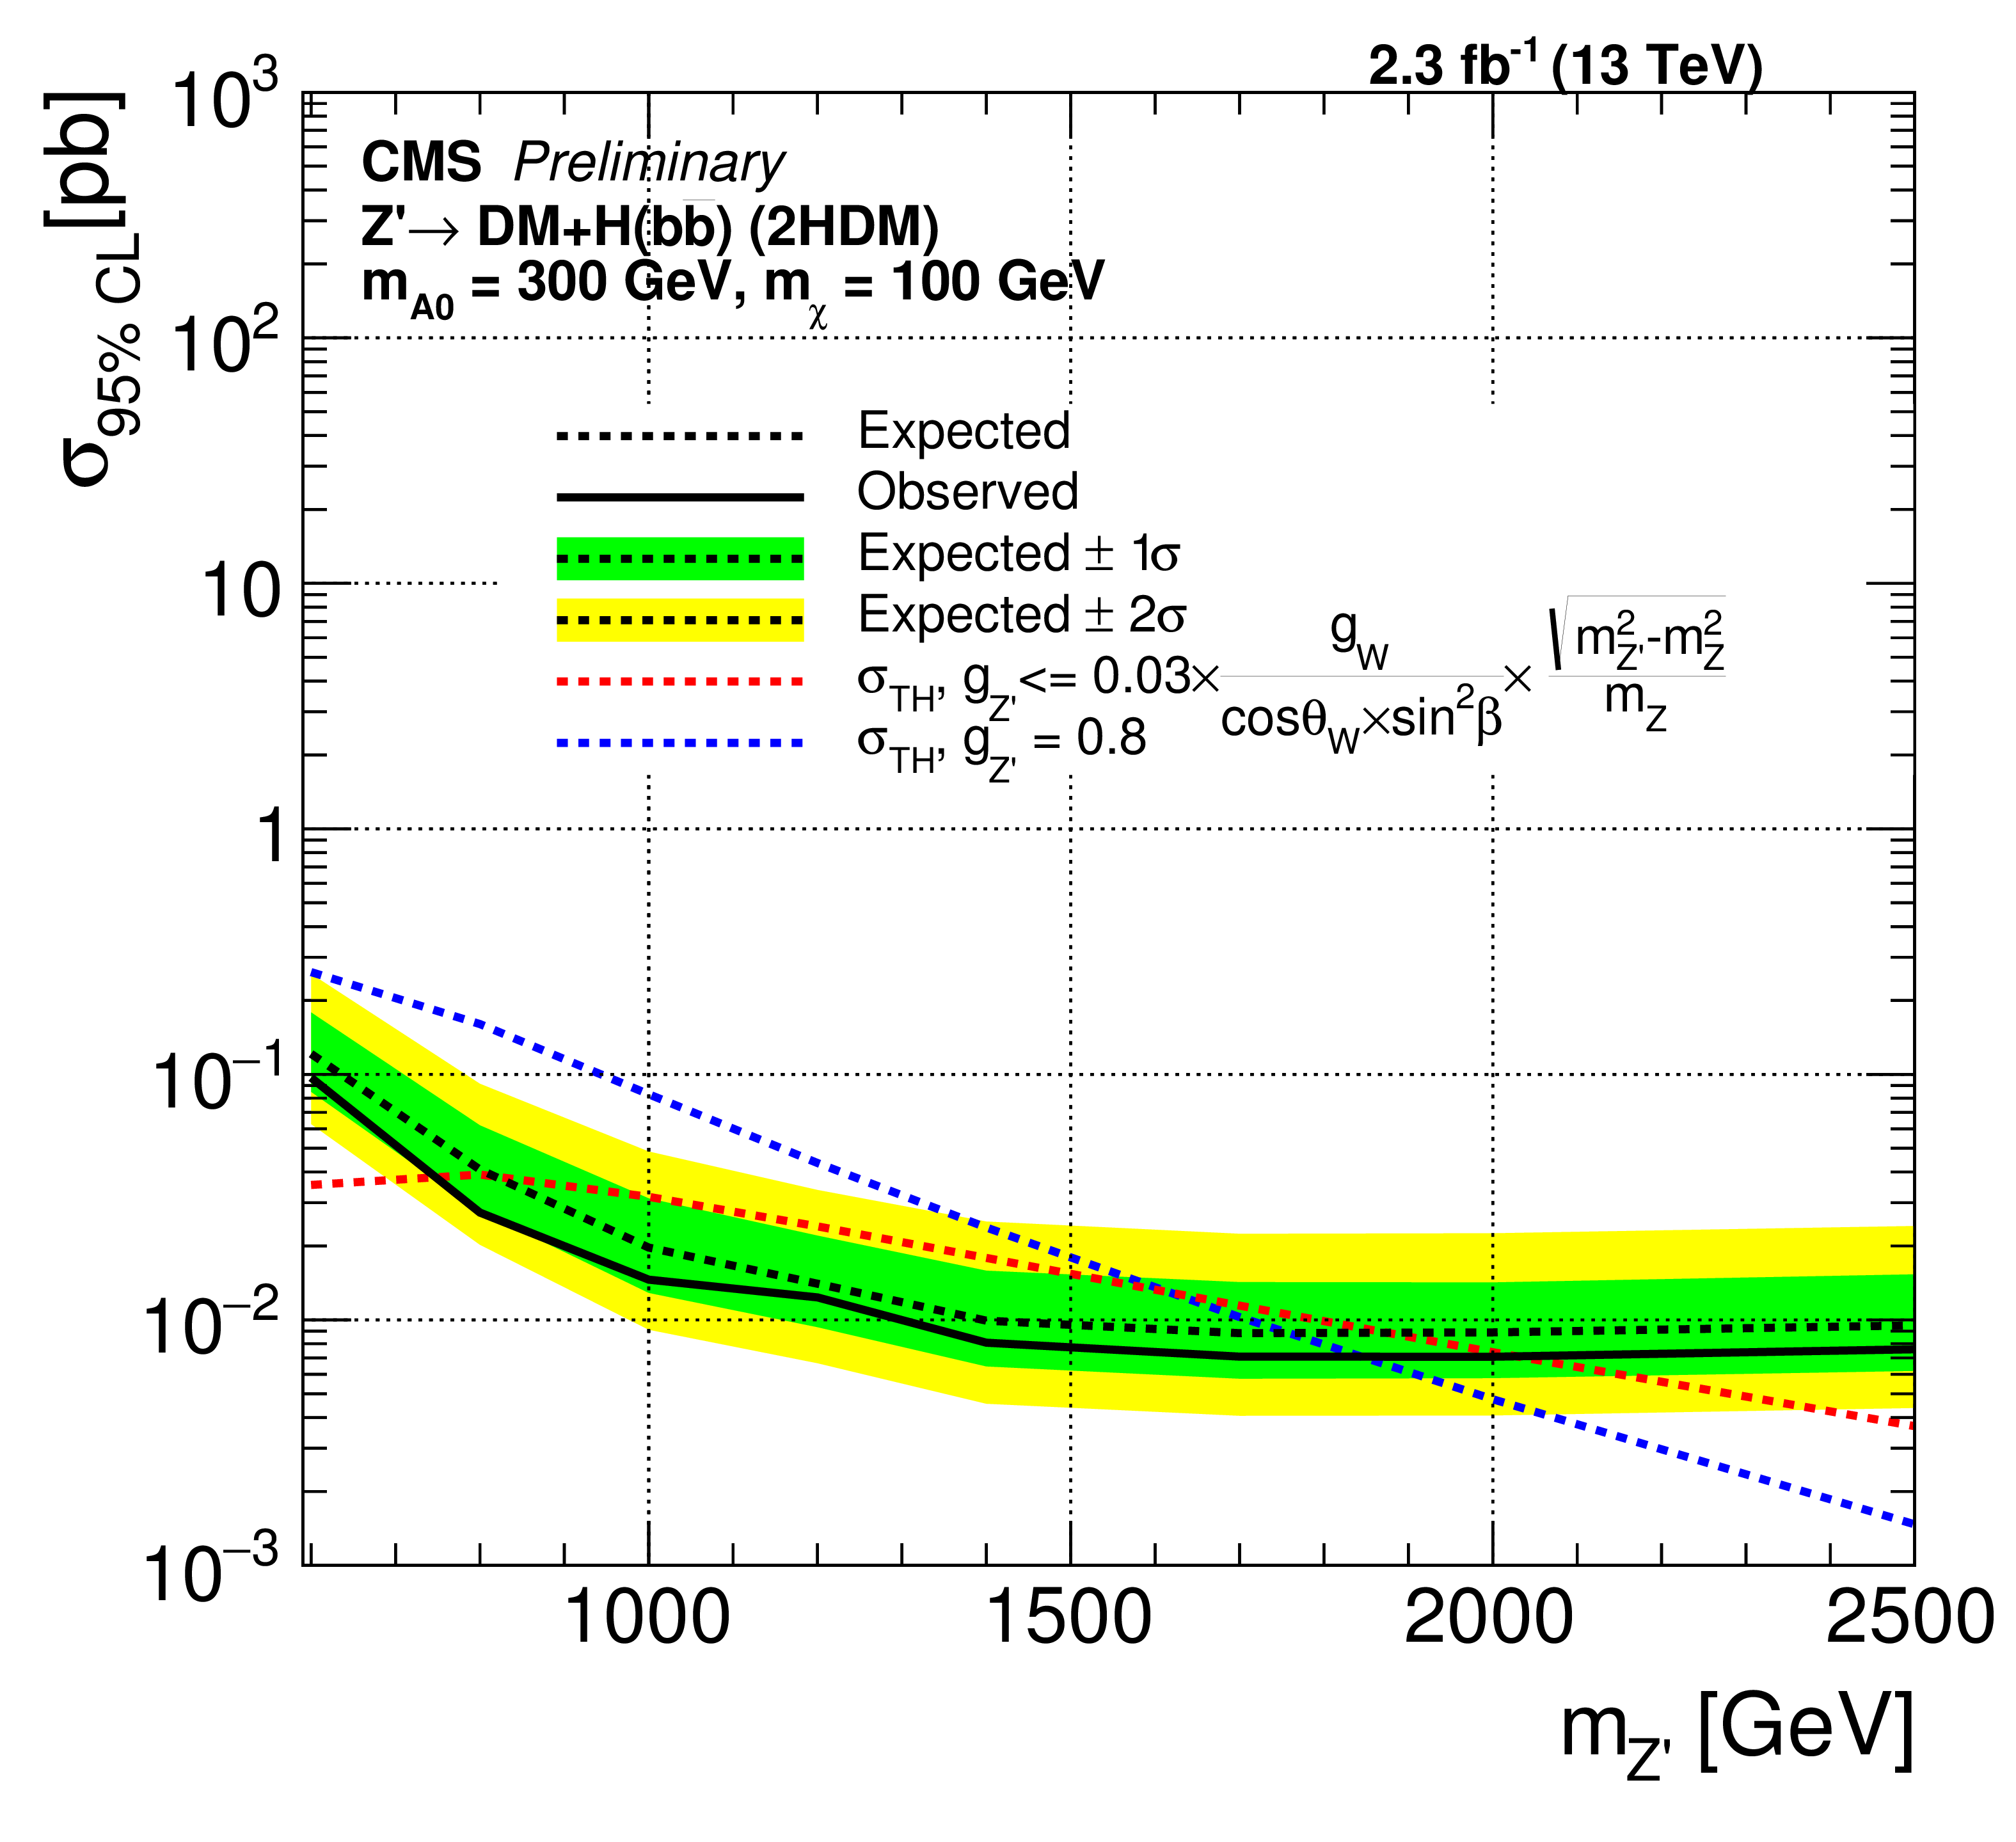 2.3 fb⁻¹ (13 TeV)
CMS Preliminary
Z'→ DM+H(bb̅) (2HDM)
m_A0 = 300 GeV, m_χ = 100 GeV
σ_95% CL [pb]
10³
10²
10
1
10⁻¹
10⁻²
10⁻³
Expected
Observed
Expected ± 1σ
Expected ± 2σ
σ_TH, g_Z' <= 0.03× g_W / cosθ_W×sin²β × √m²_Z'-m²_Z / m_Z
σ_TH, g_Z' = 0.8
1000 1500 2000 2500
m_Z' [GeV]